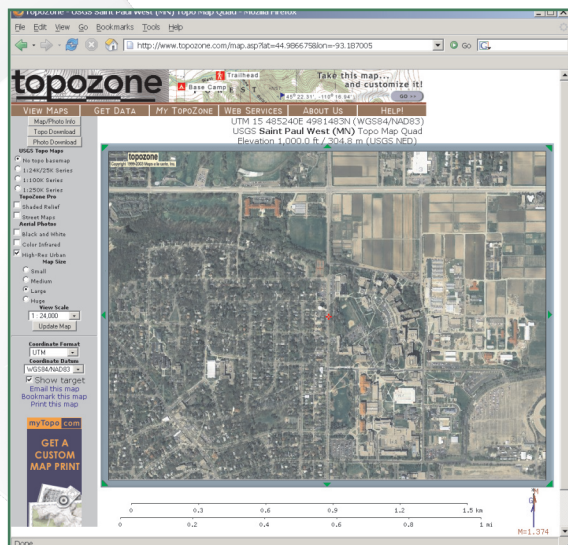 TopoZone - USGS Saint Paul West (MN) Topo Map Quad - Mozilla Firefox
File Edit View Go Bookmarks Tools Help
http://www.topozone.com/map.asp?lat=44.98667&lon=-93.187005
Go
topozone
Trailhead
Base Camp
Take this map...
and customize it!
GO >>
VIEW MAPS GET DATA MY TOPOZONE WEB SERVICES ABOUT US HELP!
Map/Photo Info
Topo Download
Photo Download
USGS Topo Maps
No topo basemap
1:24K/25K Series
1:100K Series
1:250K Series
TopoZone Pro
Shaded Relief
Street Maps
Aerial Photos
Black and White
Color Infrared
High-Res Urban
Map Size
Small
Medium
Large
Huge
View Scale
1 : 24,000
Update Map
Coordinate Format
UTM
Coordinate Datum
WGS84/NAD83
Show target
Email this map
Bookmark this map
Print this map
myTopo.com
GET A
CUSTOM
MAP PRINT
UTM 15 485240E 4981483N (WGS84/NAD83)
USGS Saint Paul West (MN) Topo Map Quad
Elevation 1,000.0 ft / 304.8 m (USGS NED)
topozone
0 0.3 0.6 0.9 1.2 1.5 km
0 0.2 0.4 0.6 0.8 1 mi
M=1.374
Done